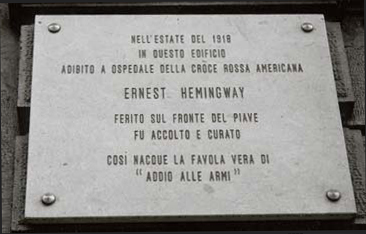 NELL'ESTATE DEL 1918
IN QUESTO EDIFICIO
ADIBITO A OSPEDALE DELLA CROCE ROSSA AMERICANA
ERNEST HEMINGWAY
FERITO SUL FRONTE DEL PIAVE
FU ACCOLTO E CURATO
COSÌ NACQUE LA FAVOLA VERA DI
"ADDIO ALLE ARMI"